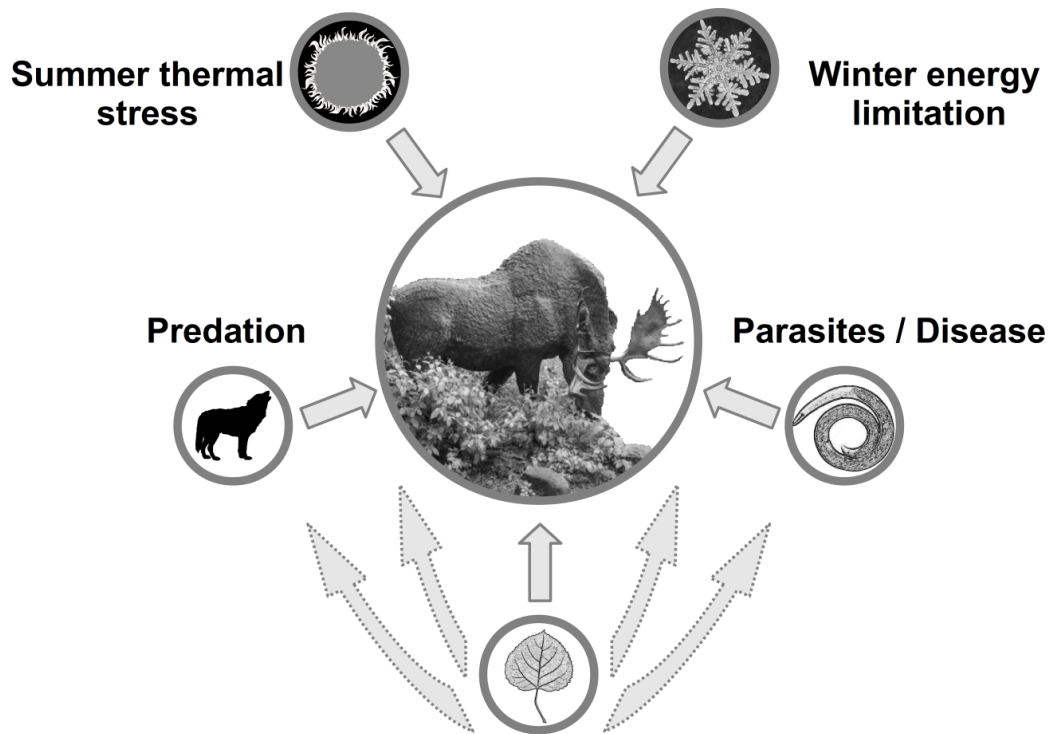 Summer thermal
stress
Winter energy
limitation
Predation
Parasites / Disease